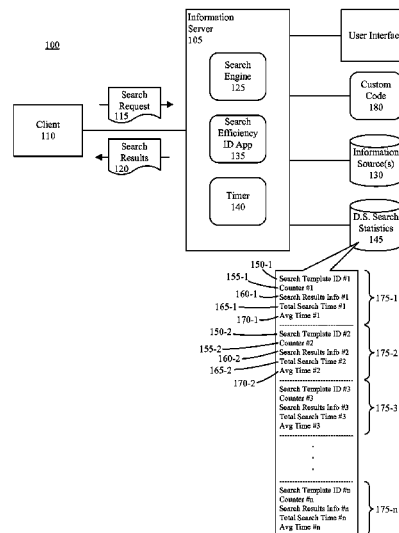 100
Information
Server
105
User Interface
Search
Engine
125
Custom
Code
180
Search
Request
115
Client
110
Search
Efficiency
ID App
135
Information
Source(s)
130
Search
Results
120
Timer
140
D.S. Search
Statistics
145
150-1
155-1
160-1
165-1
170-1
Search Template ID #1
Counter #1
Search Results Info #1
Total Search Time #1
Avg Time #1
175-1
150-2
155-2
160-2
165-2
170-2
Search Template ID #2
Counter #2
Search Results Info #2
Total Search Time #2
Avg Time #2
175-2
Search Template ID #3
Counter #3
Search Results Info #3
Total Search Time #3
Avg Time #3
175-3
Search Template ID #n
Counter #n
Search Results Info #n
Total Search Time #n
Avg Time #n
175-n